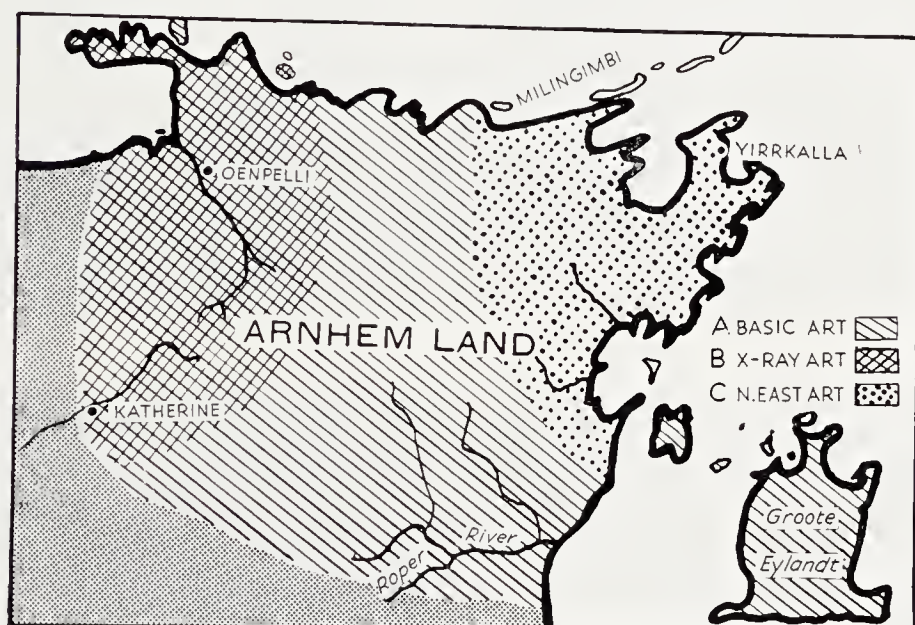 MILINGIMBI
YIRRKALLA
OENPELLI
ARNHEM LAND
A BASIC ART
B X-RAY ART
C N.EAST ART
KATHERINE
Roper River
Groote
Eylandt